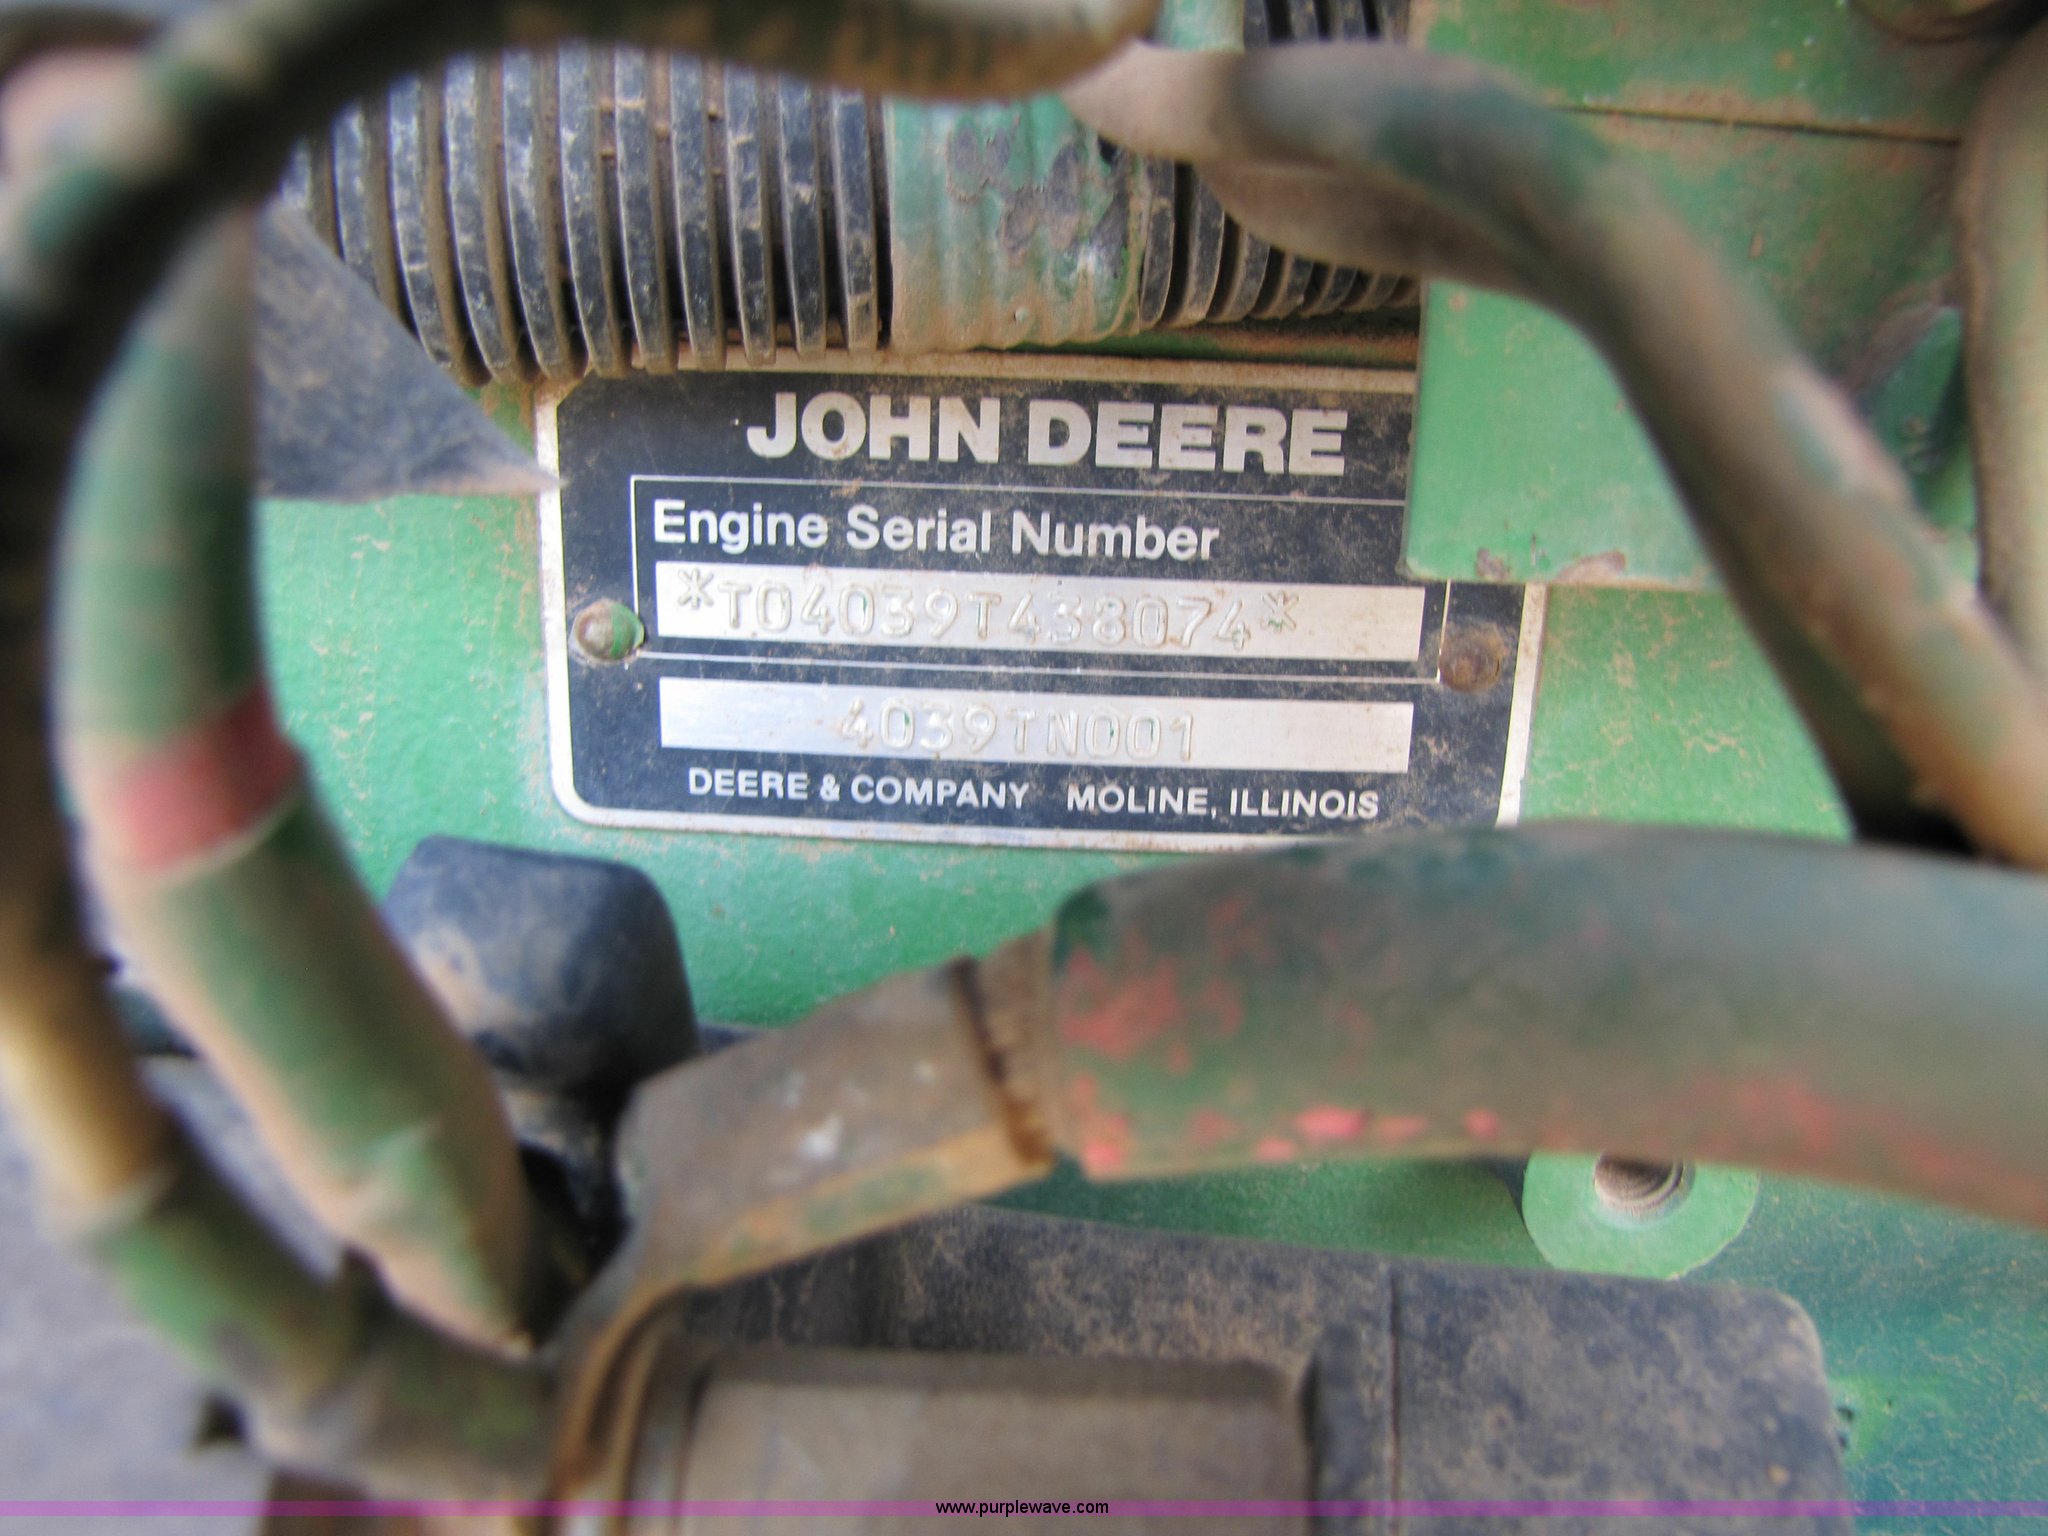 JOHN DEERE
Engine Serial Number
*T04039T438074*
4039TN001
DEERE & COMPANY MOLINE, ILLINOIS
www.purplewave.com